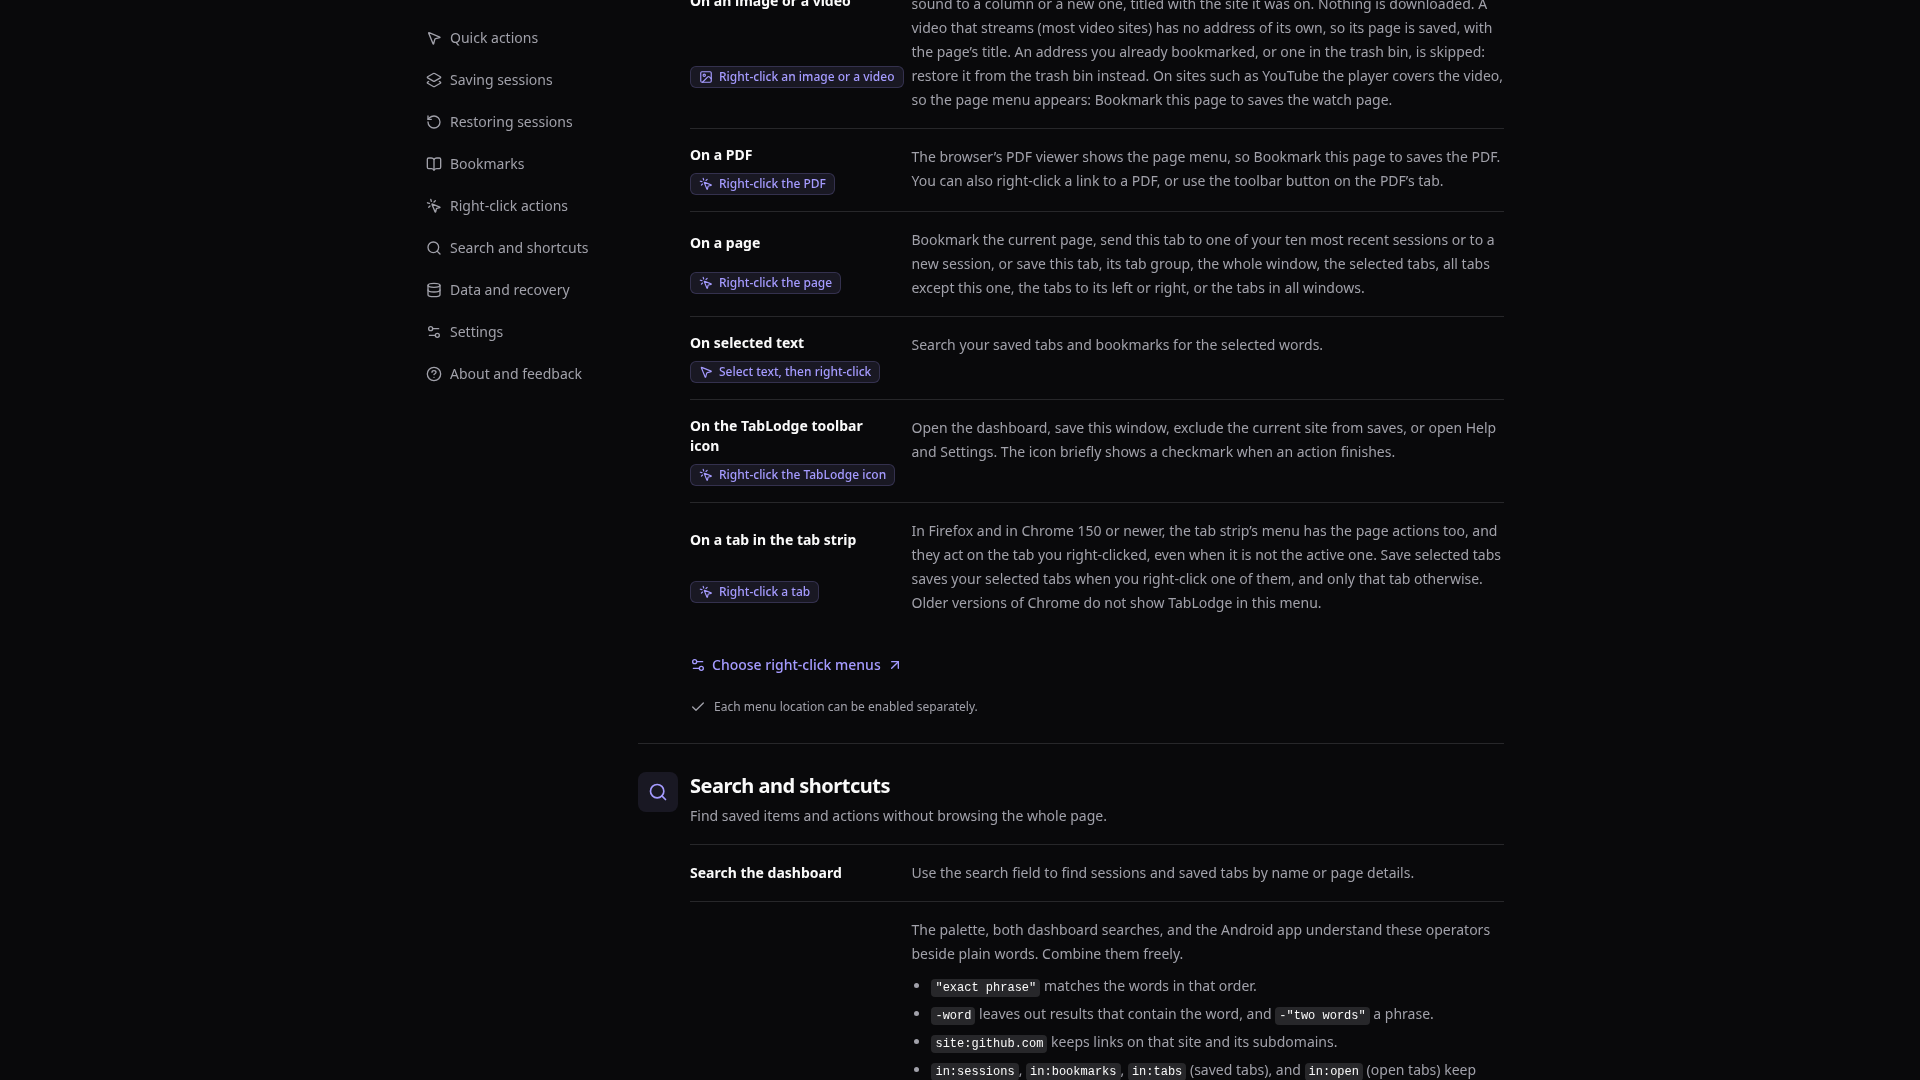 Quick actions
Saving sessions
Restoring sessions
Bookmarks
Right-click actions
Search and shortcuts
Data and recovery
Settings
About and feedback
On an image or a video
Right-click an image or a video
sound to a column or a new one, titled with the site it was on. Nothing is downloaded. A
video that streams (most video sites) has no address of its own, so its page is saved, with
the page’s title. An address you already bookmarked, or one in the trash bin, is skipped:
restore it from the trash bin instead. On sites such as YouTube the player covers the video,
so the page menu appears: Bookmark this page to saves the watch page.
On a PDF
Right-click the PDF
The browser’s PDF viewer shows the page menu, so Bookmark this page to saves the PDF.
You can also right-click a link to a PDF, or use the toolbar button on the PDF’s tab.
On a page
Right-click the page
Bookmark the current page, send this tab to one of your ten most recent sessions or to a
new session, or save this tab, its tab group, the whole window, the selected tabs, all tabs
except this one, the tabs to its left or right, or the tabs in all windows.
On selected text
Select text, then right-click
Search your saved tabs and bookmarks for the selected words.
On the TabLodge toolbar
icon
Right-click the TabLodge icon
Open the dashboard, save this window, exclude the current site from saves, or open Help
and Settings. The icon briefly shows a checkmark when an action finishes.
On a tab in the tab strip
Right-click a tab
In Firefox and in Chrome 150 or newer, the tab strip’s menu has the page actions too, and
they act on the tab you right-clicked, even when it is not the active one. Save selected tabs
saves your selected tabs when you right-click one of them, and only that tab otherwise.
Older versions of Chrome do not show TabLodge in this menu.
Choose right-click menus
Each menu location can be enabled separately.
Search and shortcuts
Find saved items and actions without browsing the whole page.
Search the dashboard
Use the search field to find sessions and saved tabs by name or page details.
The palette, both dashboard searches, and the Android app understand these operators
beside plain words. Combine them freely.
"exact phrase" matches the words in that order.
-word leaves out results that contain the word, and -"two words" a phrase.
site:github.com keeps links on that site and its subdomains.
in:sessions, in:bookmarks, in:tabs (saved tabs), and in:open (open tabs) keep